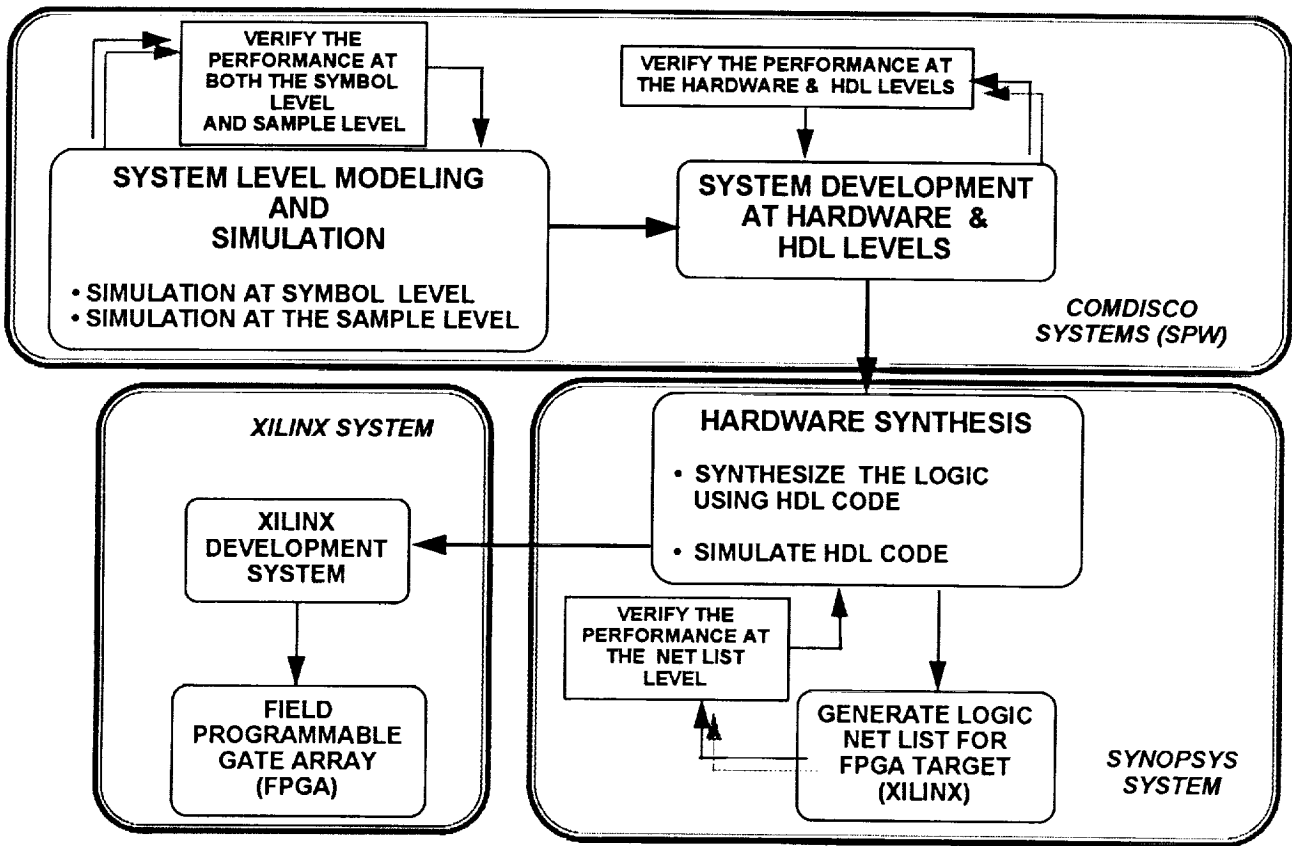 VERIFY THE
PERFORMANCE AT
BOTH THE SYMBOL
LEVEL
AND SAMPLE LEVEL
VERIFY THE PERFORMANCE AT
THE HARDWARE & HDL LEVELS
SYSTEM LEVEL MODELING
AND
SIMULATION
• SIMULATION AT SYMBOL LEVEL
• SIMULATION AT THE SAMPLE LEVEL
SYSTEM DEVELOPMENT
AT HARDWARE &
HDL LEVELS
COMDISCO
SYSTEMS (SPW)
XILINX SYSTEM
XILINX
DEVELOPMENT
SYSTEM
FIELD
PROGRAMMABLE
GATE ARRAY
(FPGA)
HARDWARE SYNTHESIS
• SYNTHESIZE THE LOGIC
USING HDL CODE
• SIMULATE HDL CODE
VERIFY THE
PERFORMANCE AT
THE NET LIST
LEVEL
GENERATE LOGIC
NET LIST FOR
FPGA TARGET
(XILINX)
SYNOPSYS
SYSTEM